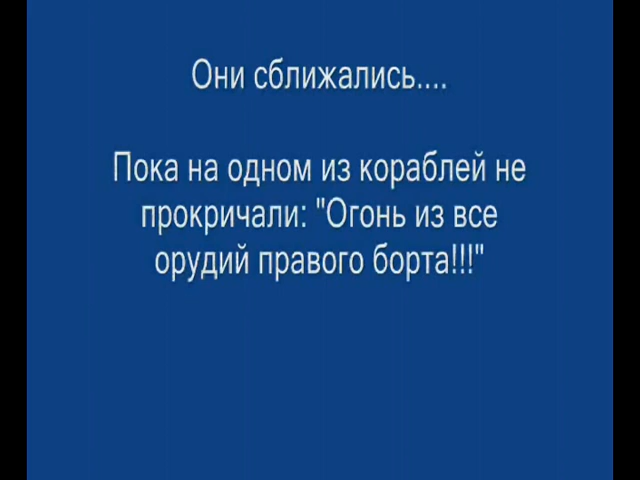 Они сближались....
Пока на одном из кораблей не
прокричали: "Огонь из все
орудий правого борта!!!"